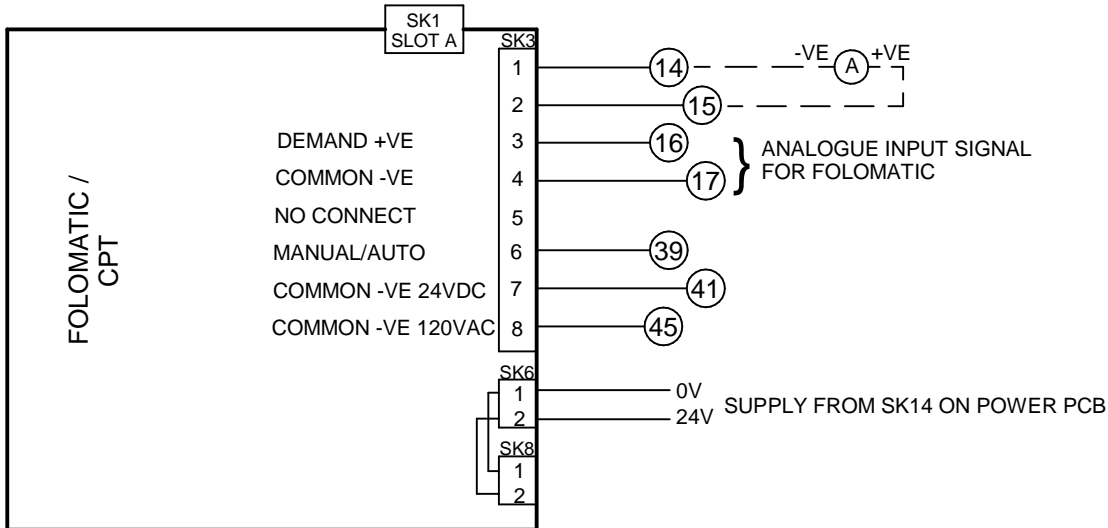 SK1
SLOT A
SK3
1 14 -VE A +VE
2 15
DEMAND +VE 3 16
COMMON -VE 4 17
ANALOGUE INPUT SIGNAL
FOR FOLOMATIC
NO CONNECT 5
MANUAL/AUTO 6 39
COMMON -VE 24VDC 7 41
COMMON -VE 120VAC 8 45
FOLOMATIC /
CPT
SK6
1 0V
2 24V
SUPPLY FROM SK14 ON POWER PCB
SK8
1
2